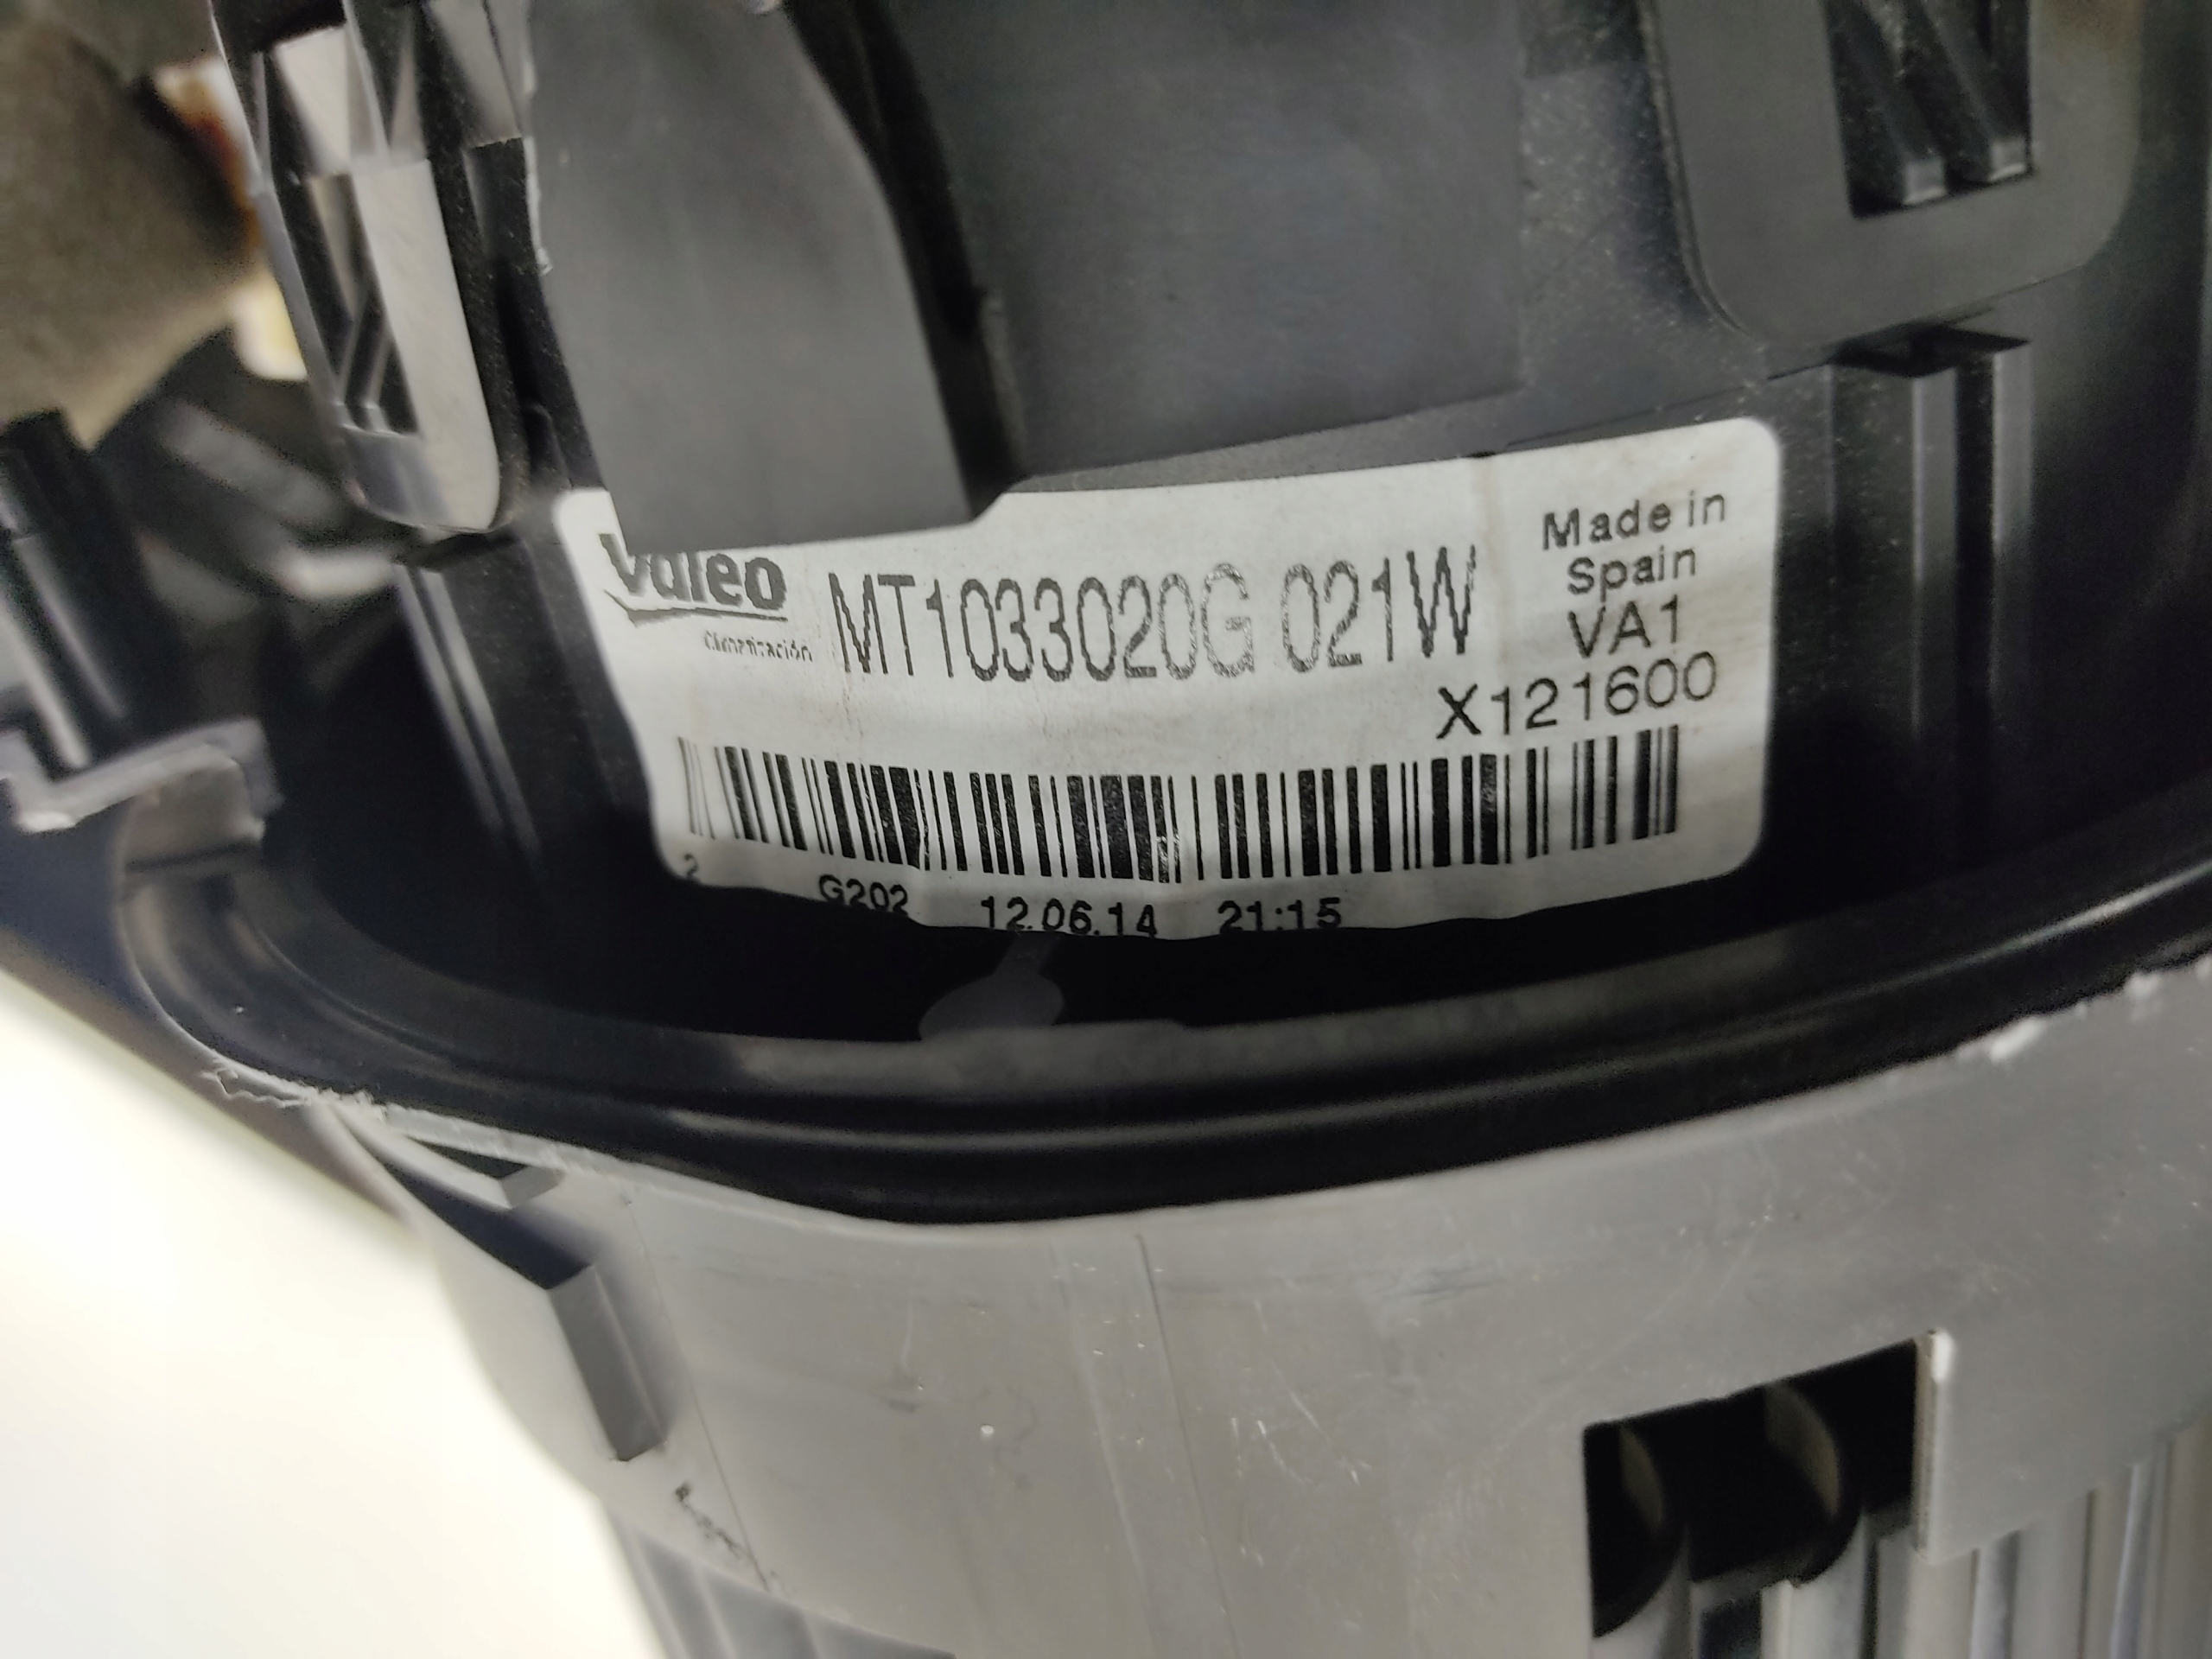 Valeo
Climatización
MT1033020G 021W
Made in
Spain
VA1
X121600
2 G202 12.06.14 21:15